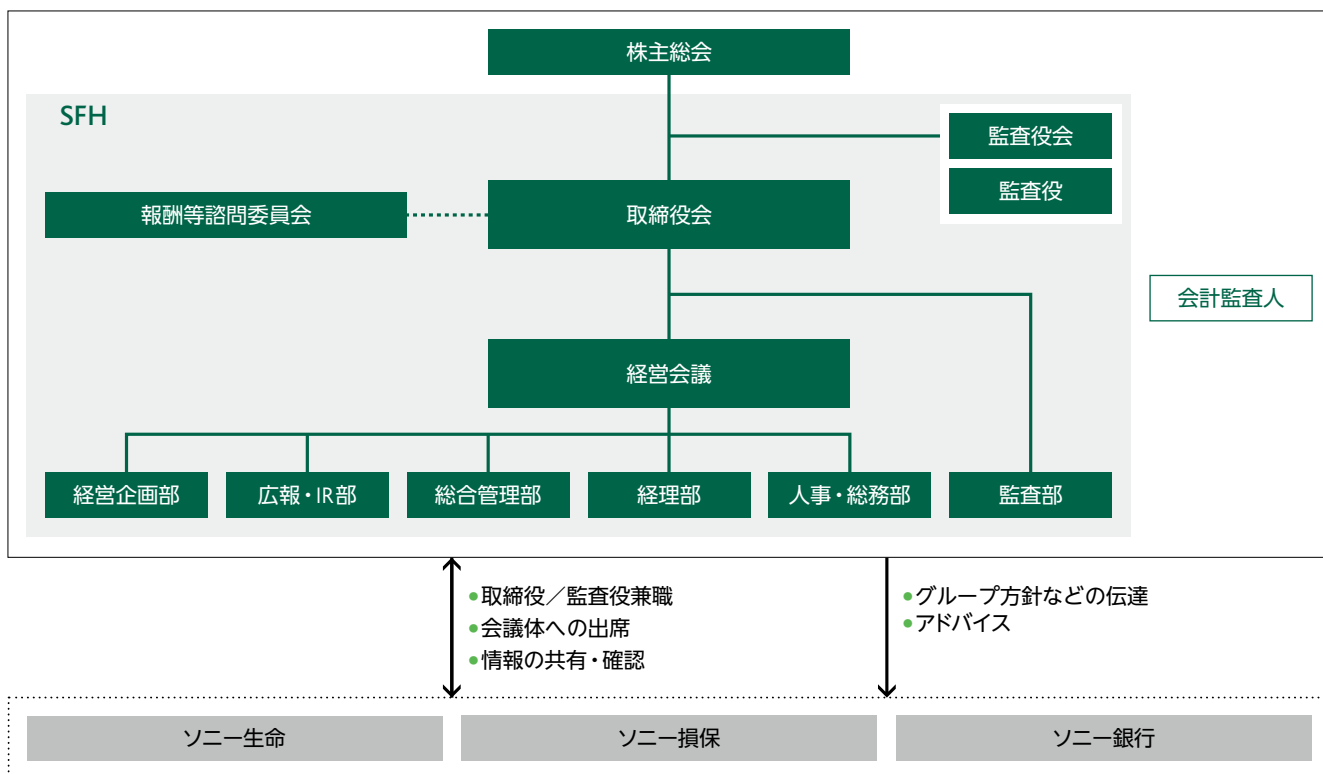 株主総会
SFH
監査役会
監査役
報酬等諮問委員会
取締役会
会計監査人
経営会議
経営企画部
広報・IR部
総合管理部
経理部
人事・総務部
監査部
●取締役／監査役兼職
●会議体への出席
●情報の共有・確認
●グループ方針などの伝達
●アドバイス
ソニー生命
ソニー損保
ソニー銀行